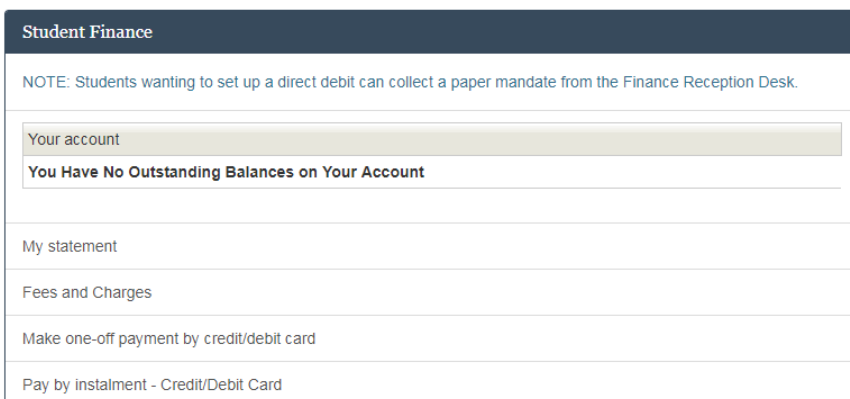 Student Finance
NOTE: Students wanting to set up a direct debit can collect a paper mandate from the Finance Reception Desk.
Your account
You Have No Outstanding Balances on Your Account
My statement
Fees and Charges
Make one-off payment by credit/debit card
Pay by instalment - Credit/Debit Card